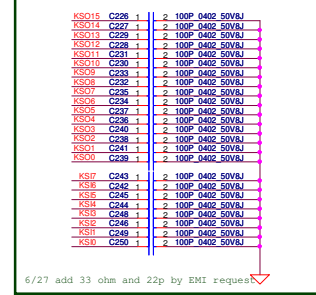 KSO15 C226 1 2 100P_0402_50V8J
KSO14 C227 1 2 100P_0402_50V8J
KSO13 C229 1 2 100P_0402_50V8J
KSO12 C228 1 2 100P_0402_50V8J
KSO11 C231 1 2 100P_0402_50V8J
KSO10 C230 1 2 100P_0402_50V8J
KSO9 C233 1 2 100P_0402_50V8J
KSO8 C232 1 2 100P_0402_50V8J
KSO7 C235 1 2 100P_0402_50V8J
KSO6 C234 1 2 100P_0402_50V8J
KSO5 C237 1 2 100P_0402_50V8J
KSO4 C236 1 2 100P_0402_50V8J
KSO3 C240 1 2 100P_0402_50V8J
KSO2 C238 1 2 100P_0402_50V8J
KSO1 C241 1 2 100P_0402_50V8J
KSO0 C239 1 2 100P_0402_50V8J
KSI7 C243 1 2 100P_0402_50V8J
KSI6 C242 1 2 100P_0402_50V8J
KSI5 C245 1 2 100P_0402_50V8J
KSI4 C244 1 2 100P_0402_50V8J
KSI3 C248 1 2 100P_0402_50V8J
KSI2 C246 1 2 100P_0402_50V8J
KSI1 C249 1 2 100P_0402_50V8J
KSI0 C250 1 2 100P_0402_50V8J
6/27 add 33 ohm and 22p by EMI request